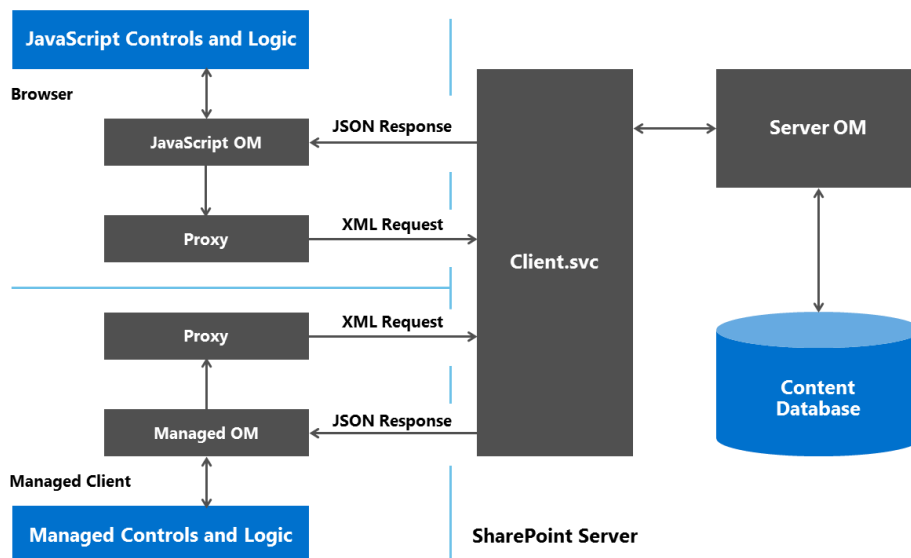 JavaScript Controls and Logic
Browser
JavaScript OM
JSON Response
Proxy
XML Request
Client.svc
Server OM
Content
Database
Proxy
XML Request
Managed OM
JSON Response
Managed Client
Managed Controls and Logic
SharePoint Server